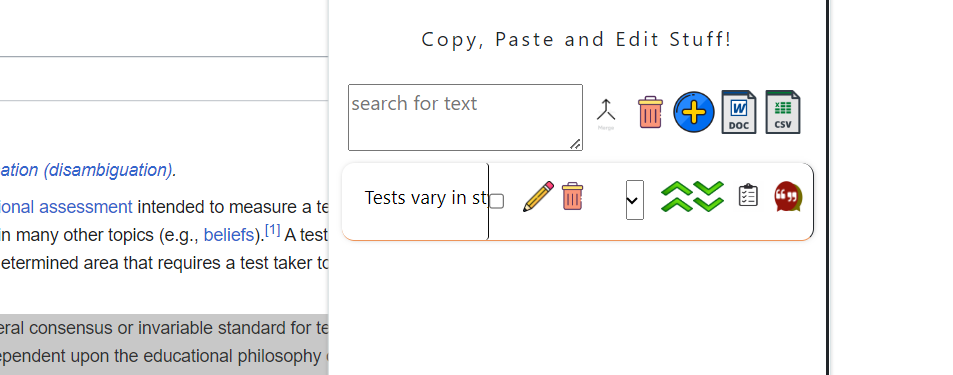 Copy, Paste and Edit Stuff!
search for text
Merge
DOC
CSV
Tests vary in st
ation (disambiguation).
ional assessment intended to measure a te
in many other topics (e.g., beliefs).[1] A test
etermined area that requires a test taker to
eral consensus or invariable standard for te
ependent upon the educational philosophy